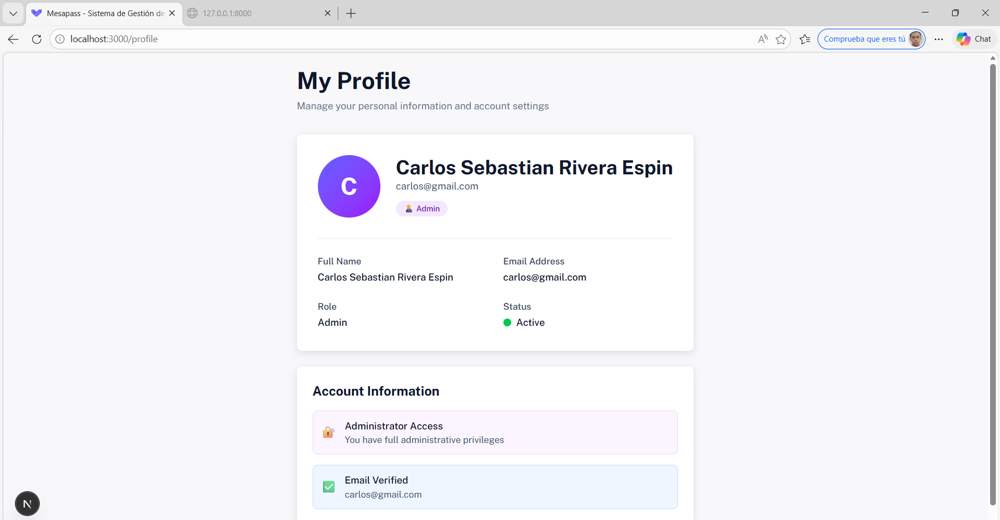 Mesapass - Sistema de Gestión de
127.0.0.1:8000
localhost:3000/profile
Comprueba que eres tú
Chat
My Profile
Manage your personal information and account settings
C
Carlos Sebastian Rivera Espin
carlos@gmail.com
Admin
Full Name
Email Address
Carlos Sebastian Rivera Espin
carlos@gmail.com
Role
Status
Admin
Active
Account Information
Administrator Access
You have full administrative privileges
Email Verified
carlos@gmail.com
N